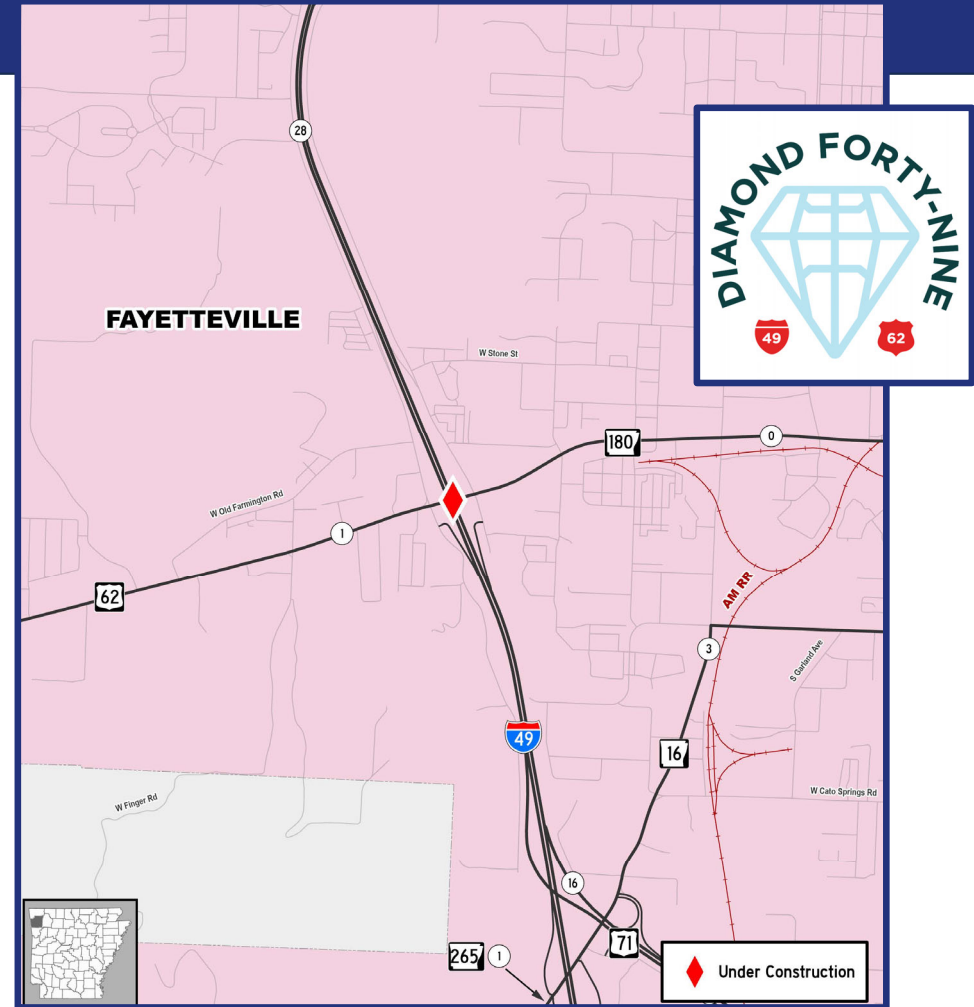 28
DIAMOND FORTY-NINE
49
62
FAYETTEVILLE
W Stone St
180
0
W Old Farmington Rd
1
62
AM RR
3
S Garland Ave
49
16
W Cato Springs Rd
W Finger Rd
16
71
265
1
Under Construction